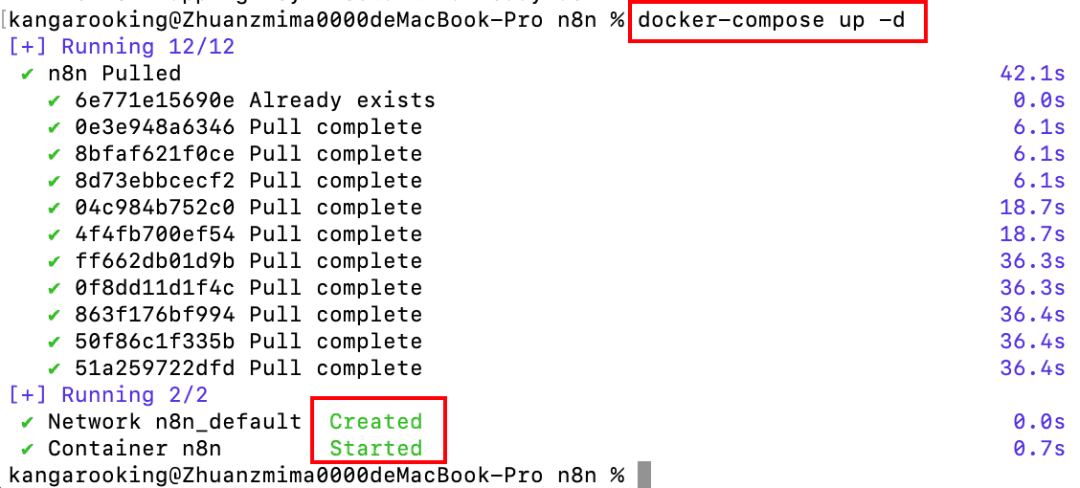 [kangarooking@Zhuanzmima0000deMacBook-Pro n8n % docker-compose up -d
[+] Running 12/12
✔ n8n Pulled 42.1s
✔ 6e771e15690e Already exists 0.0s
✔ 0e3e948a6346 Pull complete 6.1s
✔ 8bfaf621f0ce Pull complete 6.1s
✔ 8d73ebbcecf2 Pull complete 6.1s
✔ 04c984b752c0 Pull complete 18.7s
✔ 4f4fb700ef54 Pull complete 18.7s
✔ ff662db01d9b Pull complete 36.3s
✔ 0f8dd11d1f4c Pull complete 36.3s
✔ 863f176bf994 Pull complete 36.4s
✔ 50f86c1f335b Pull complete 36.4s
✔ 51a259722dfd Pull complete 36.4s
[+] Running 2/2
✔ Network n8n_default Created 0.0s
✔ Container n8n Started 0.7s
kangarooking@Zhuanzmima0000deMacBook-Pro n8n %